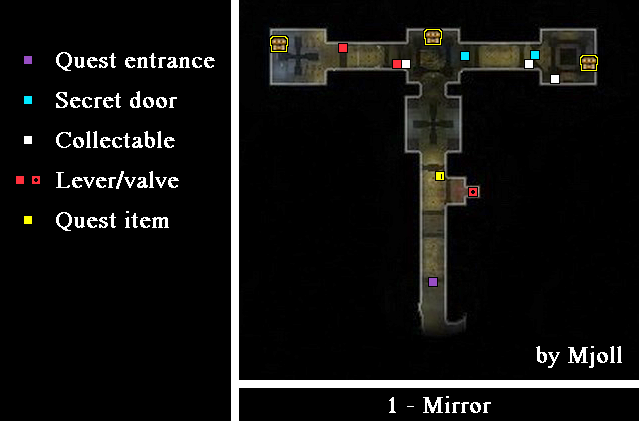 Quest entrance
Secret door
Collectable
Lever/valve
Quest item
by Mjoll
1 - Mirror